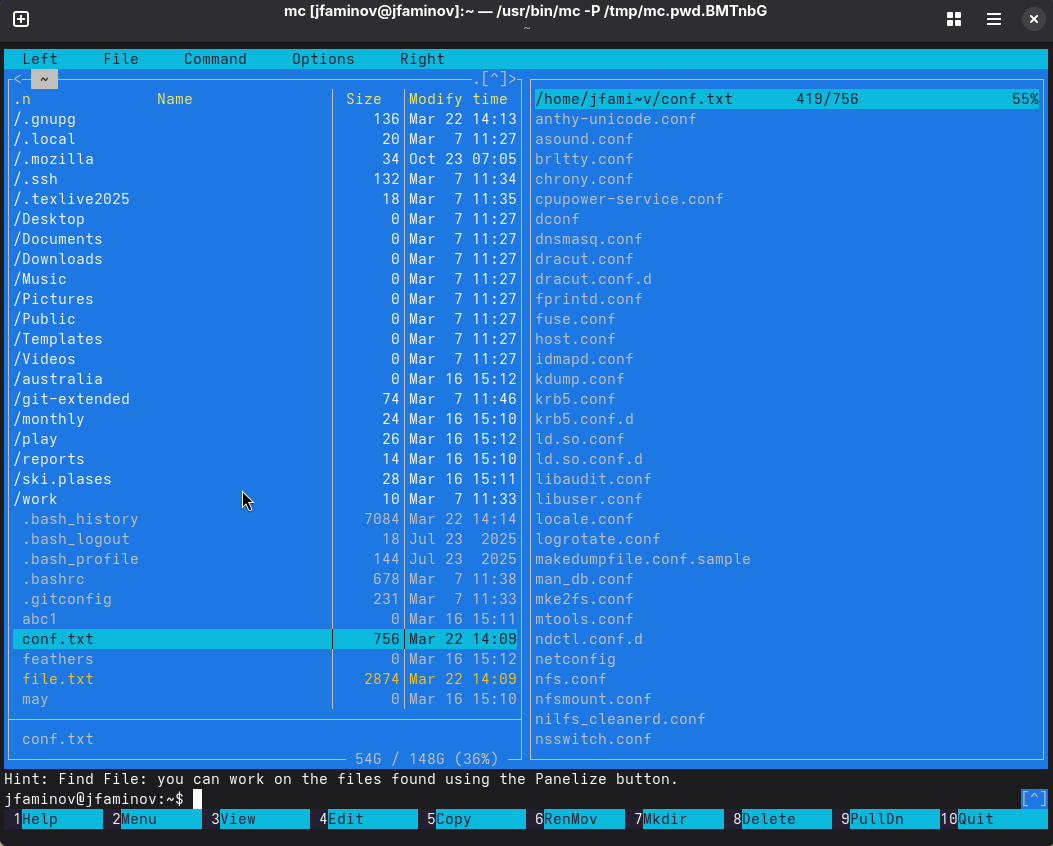 mc [jfaminov@jfaminov]:~ — /usr/bin/mc -P /tmp/mc.pwd.BMTnbG
~
Left File Command Options Right
<─ ~ .[^]>
.n Name Size Modify time
/.gnupg 136 Mar 22 14:13
/.local 20 Mar 7 11:27
/.mozilla 34 Oct 23 07:05
/.ssh 132 Mar 7 11:34
/.texlive2025 18 Mar 7 11:35
/Desktop 0 Mar 7 11:27
/Documents 0 Mar 7 11:27
/Downloads 0 Mar 7 11:27
/Music 0 Mar 7 11:27
/Pictures 0 Mar 7 11:27
/Public 0 Mar 7 11:27
/Templates 0 Mar 7 11:27
/Videos 0 Mar 7 11:27
/australia 0 Mar 16 15:12
/git-extended 74 Mar 7 11:46
/monthly 24 Mar 16 15:10
/play 26 Mar 16 15:12
/reports 14 Mar 16 15:10
/ski.plases 28 Mar 16 15:11
/work 10 Mar 7 11:33
.bash_history 7084 Mar 22 14:14
.bash_logout 18 Jul 23 2025
.bash_profile 144 Jul 23 2025
.bashrc 678 Mar 7 11:38
.gitconfig 231 Mar 7 11:33
abc1 0 Mar 16 15:11
conf.txt 756 Mar 22 14:09
feathers 0 Mar 16 15:12
file.txt 2874 Mar 22 14:09
may 0 Mar 16 15:10
conf.txt
54G / 148G (36%)
/home/jfami~v/conf.txt 419/756 55%
anthy-unicode.conf
asound.conf
brltty.conf
chrony.conf
cpupower-service.conf
dconf
dnsmasq.conf
dracut.conf
dracut.conf.d
fprintd.conf
fuse.conf
host.conf
idmapd.conf
kdump.conf
krb5.conf
krb5.conf.d
ld.so.conf
ld.so.conf.d
libaudit.conf
libuser.conf
locale.conf
logrotate.conf
makedumpfile.conf.sample
man_db.conf
mke2fs.conf
mtools.conf
ndctl.conf.d
netconfig
nfs.conf
nfsmount.conf
nilfs_cleanerd.conf
nsswitch.conf
Hint: Find File: you can work on the files found using the Panelize button.
jfaminov@jfaminov:~$ [^]
1Help 2Menu 3View 4Edit 5Copy 6RenMov 7Mkdir 8Delete 9PullDn 10Quit